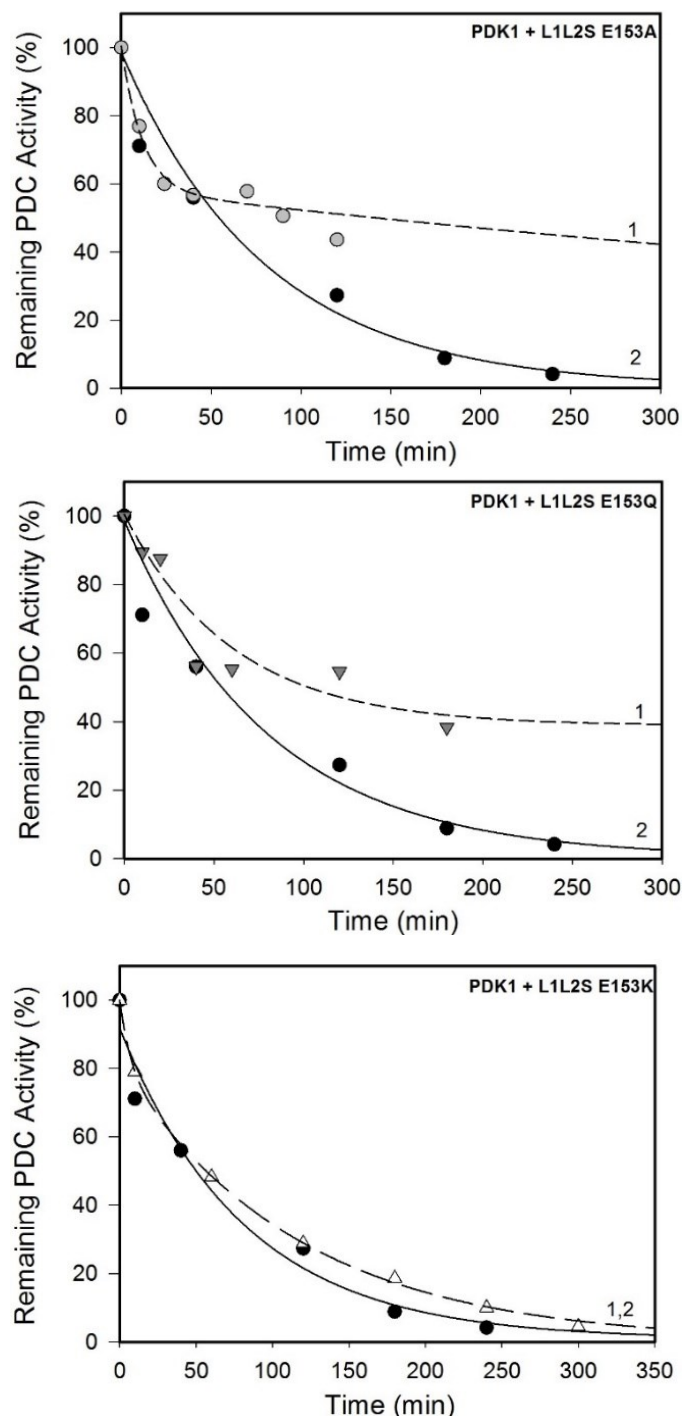 PDK1 + L1L2S E153A
Remaining PDC Activity (%)
100
80
60
40
20
0
1
2
0 50 100 150 200 250 300
Time (min)
PDK1 + L1L2S E153Q
Remaining PDC Activity (%)
100
80
60
40
20
0
1
2
0 50 100 150 200 250 300
Time (min)
PDK1 + L1L2S E153K
Remaining PDC Activity (%)
100
80
60
40
20
0
1,2
0 50 100 150 200 250 300 350
Time (min)